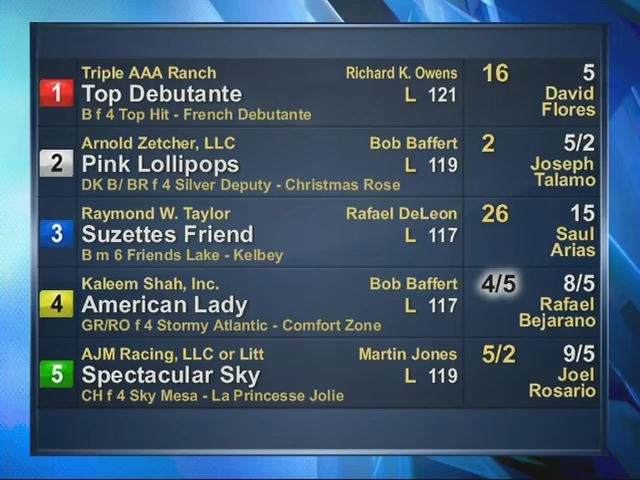 Triple AAA Ranch Richard K. Owens 16 5
1 Top Debutante L 121 David
B f 4 Top Hit - French Debutante Flores
Arnold Zetcher, LLC Bob Baffert 2 5/2
2 Pink Lollipops L 119 Joseph
DK B/ BR f 4 Silver Deputy - Christmas Rose Talamo
Raymond W. Taylor Rafael DeLeon 26 15
3 Suzettes Friend L 117 Saul
B m 6 Friends Lake - Kelbey Arias
Kaleem Shah, Inc. Bob Baffert 4/5 8/5
4 American Lady L 117 Rafael
GR/RO f 4 Stormy Atlantic - Comfort Zone Bejarano
AJM Racing, LLC or Litt Martin Jones 5/2 9/5
5 Spectacular Sky L 119 Joel
CH f 4 Sky Mesa - La Princesse Jolie Rosario